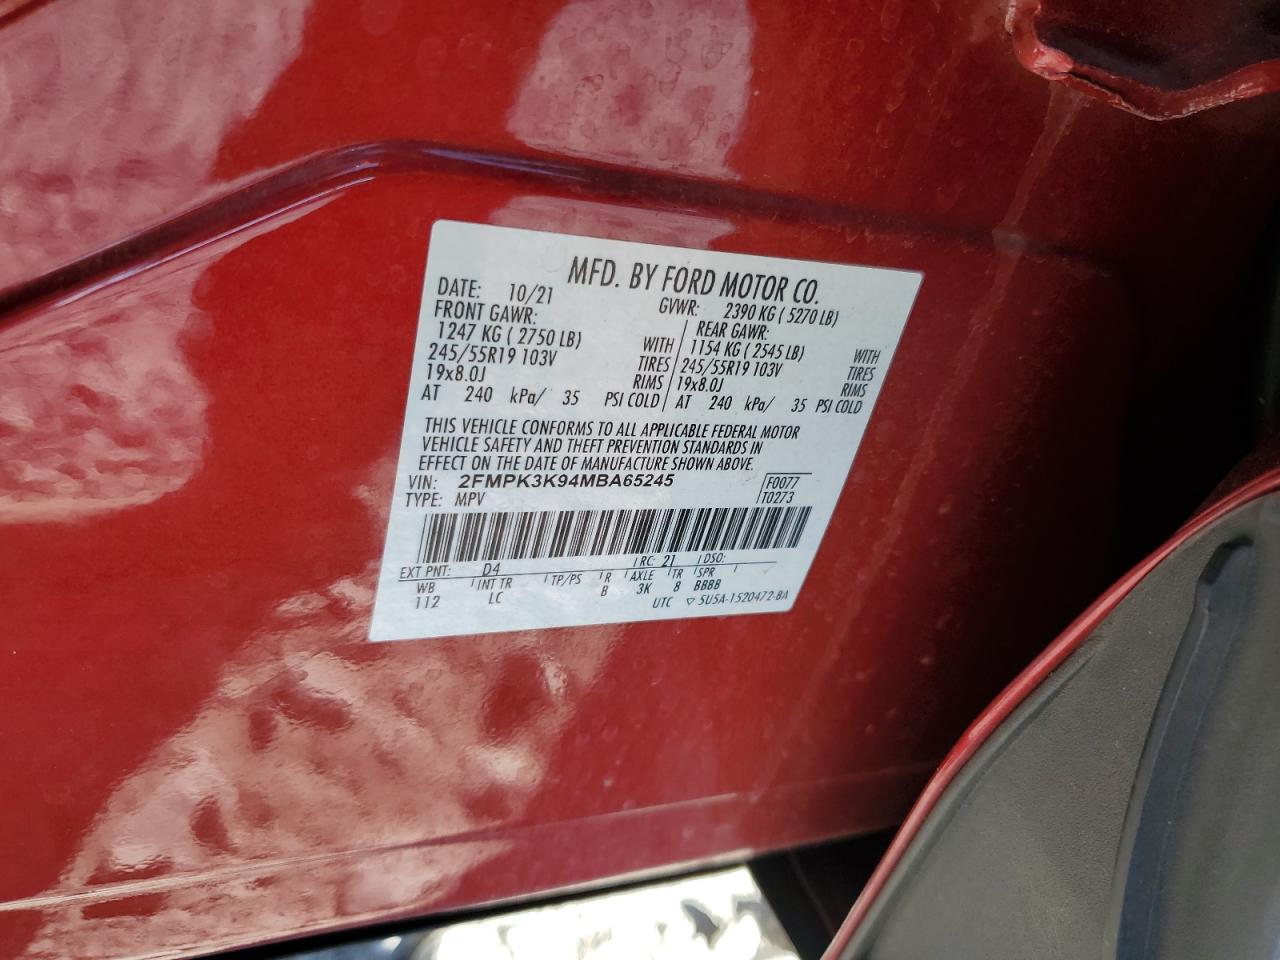 MFD. BY FORD MOTOR CO.
DATE: 10/21 GVWR: 2390 KG ( 5270 LB)
FRONT GAWR: REAR GAWR:
1247 KG ( 2750 LB) WITH 1154 KG ( 2545 LB) WITH
245/55R19 103V TIRES 245/55R19 103V TIRES
19x8.0J RIMS 19x8.0J RIMS
AT 240 kPa/ 35 PSI COLD AT 240 kPa/ 35 PSI COLD
THIS VEHICLE CONFORMS TO ALL APPLICABLE FEDERAL MOTOR
VEHICLE SAFETY AND THEFT PREVENTION STANDARDS IN
EFFECT ON THE DATE OF MANUFACTURE SHOWN ABOVE.
VIN: 2FMPK3K94MBA65245 F0077
TYPE: MPV T0273
EXT PNT: D4 RC: 21 DSO:
WB INT TR TP/PS R AXLE TR SPR
112 LC B 3K 8 BBBB
UTC ▽ 5U5A-1520472-BA